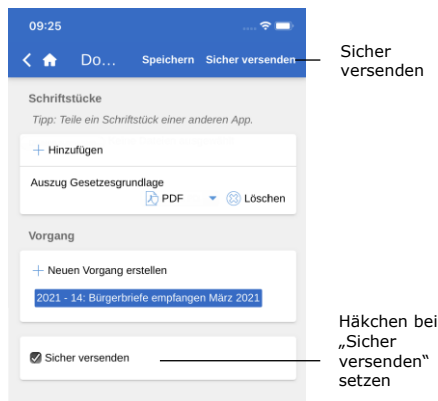 09:25
Do… Speichern Sicher versenden
Sicher
versenden
Schriftstücke
Tipp: Teile ein Schriftstück einer anderen App.
Hinzufügen
Auszug Gesetzesgrundlage
PDF Löschen
Vorgang
Neuen Vorgang erstellen
2021 - 14: Bürgerbriefe empfangen März 2021
Sicher versenden
Häkchen bei
„Sicher
versenden“
setzen